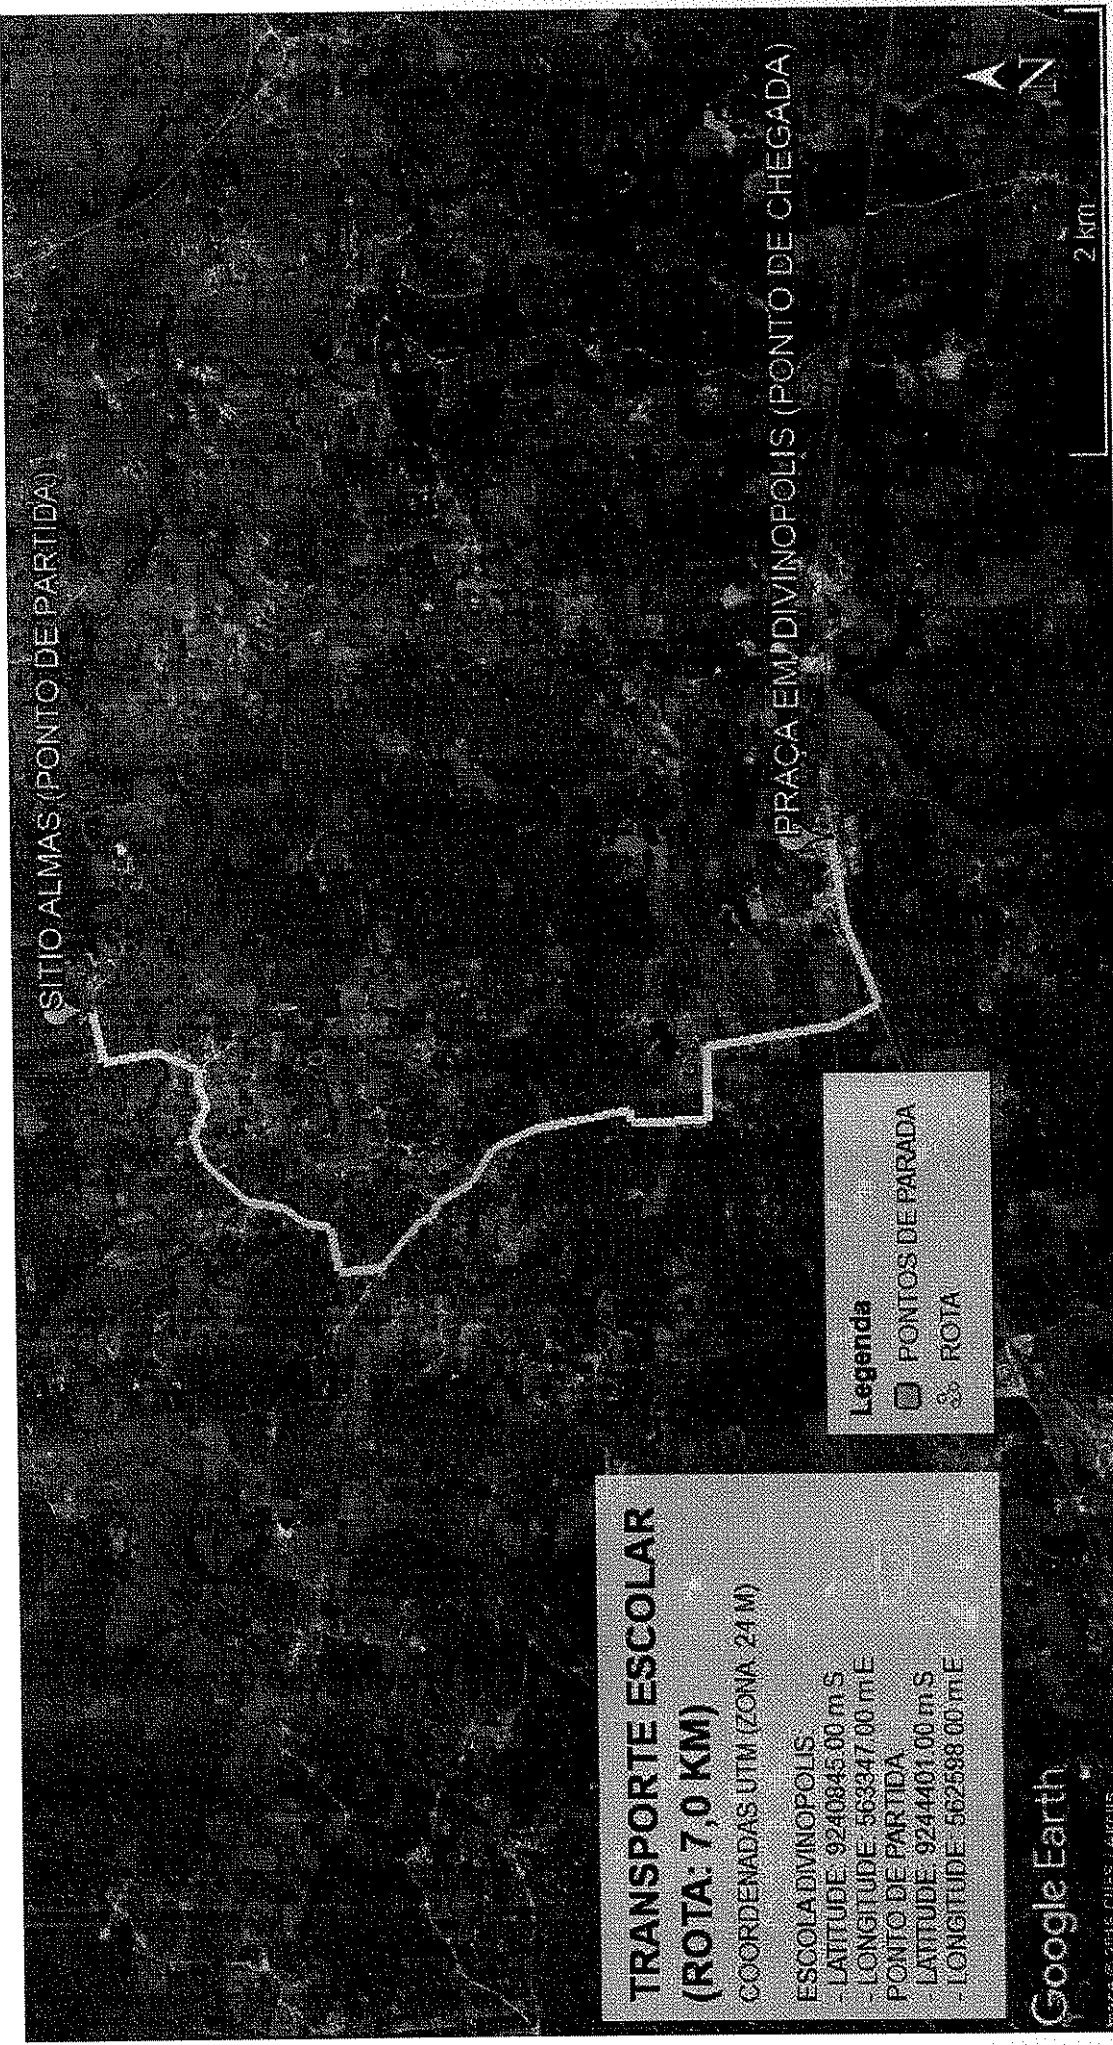 SITIO ALMAS (PONTO DE PARTIDA)
PRAÇA EM DIVINOPOLIS (PONTO DE CHEGADA)
TRANSPORTE ESCOLAR
(ROTA: 7,0 KM)
COORDENADAS UTM (ZONA 24 M)
ESCOLA DIVINOPOLIS:
- LATITUDE: 9240845.00 m S
- LONGITUDE: 563347.00 m E
PONTO DE PARTIDA
- LATITUDE: 9244401.00 m S
- LONGITUDE: 562598.00 m E
Legenda
PONTOS DE PARADA
ROTA
Google Earth
N
2 km